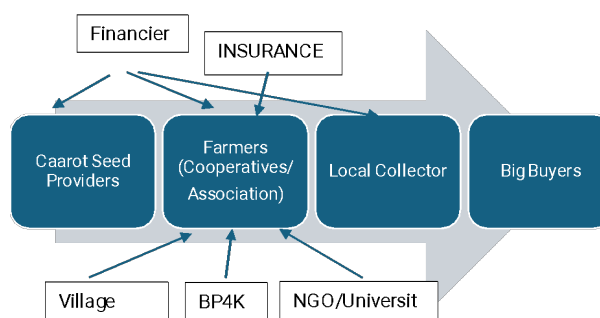 Financier
INSURANCE
Caarot Seed
Providers
Farmers
(Cooperatives/
Association)
Local Collector
Big Buyers
Village
BP4K
NGO/Universit